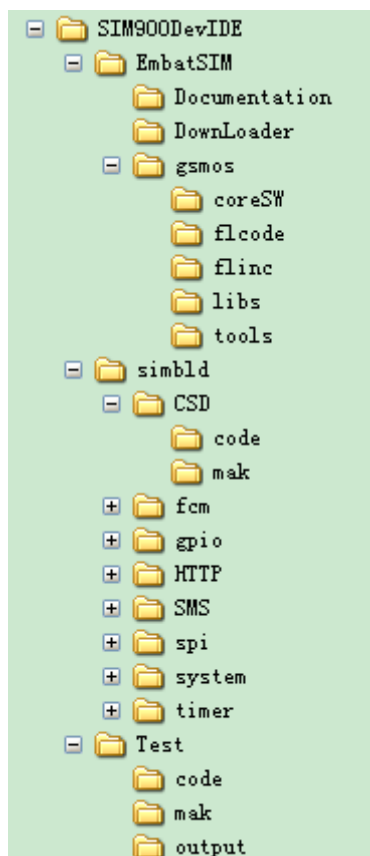 SIM900DevIDE
EmbatSIM
Documentation
DownLoader
gsmos
coreSW
flcode
flinc
libs
tools
simbld
CSD
code
mak
fcm
gpio
HTTP
SMS
spi
system
timer
Test
code
mak
output